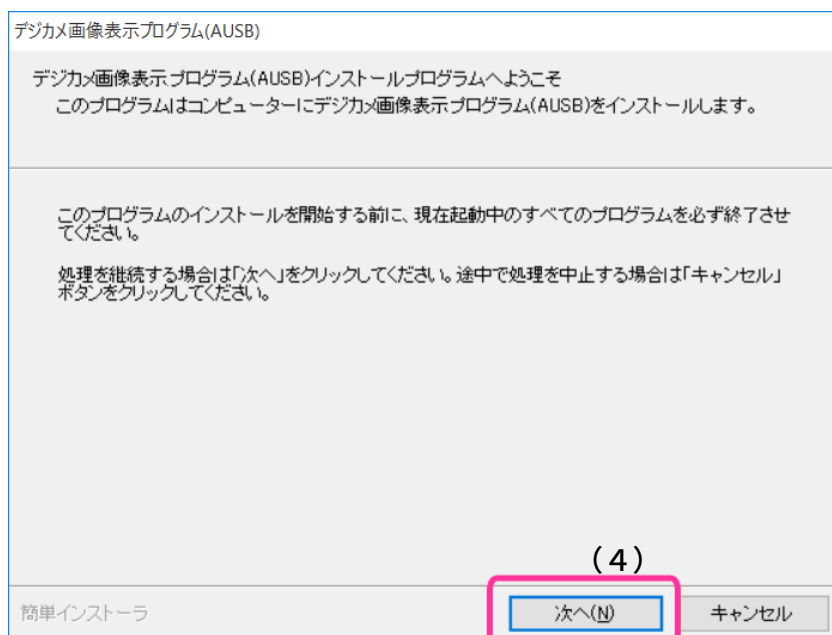 デジカメ画像表示プログラム(AUSB)
デジカメ画像表示プログラム(AUSB)インストールプログラムへようこそ
このプログラムはコンピューターにデジカメ画像表示プログラム(AUSB)をインストールします。
このプログラムのインストールを開始する前に、現在起動中のすべてのプログラムを必ず終了させ
てください。
処理を継続する場合は「次へ」をクリックしてください。途中で処理を中止する場合は「キャンセル」
ボタンをクリックしてください。
(4)
簡単インストーラ
次へ(N)
キャンセル